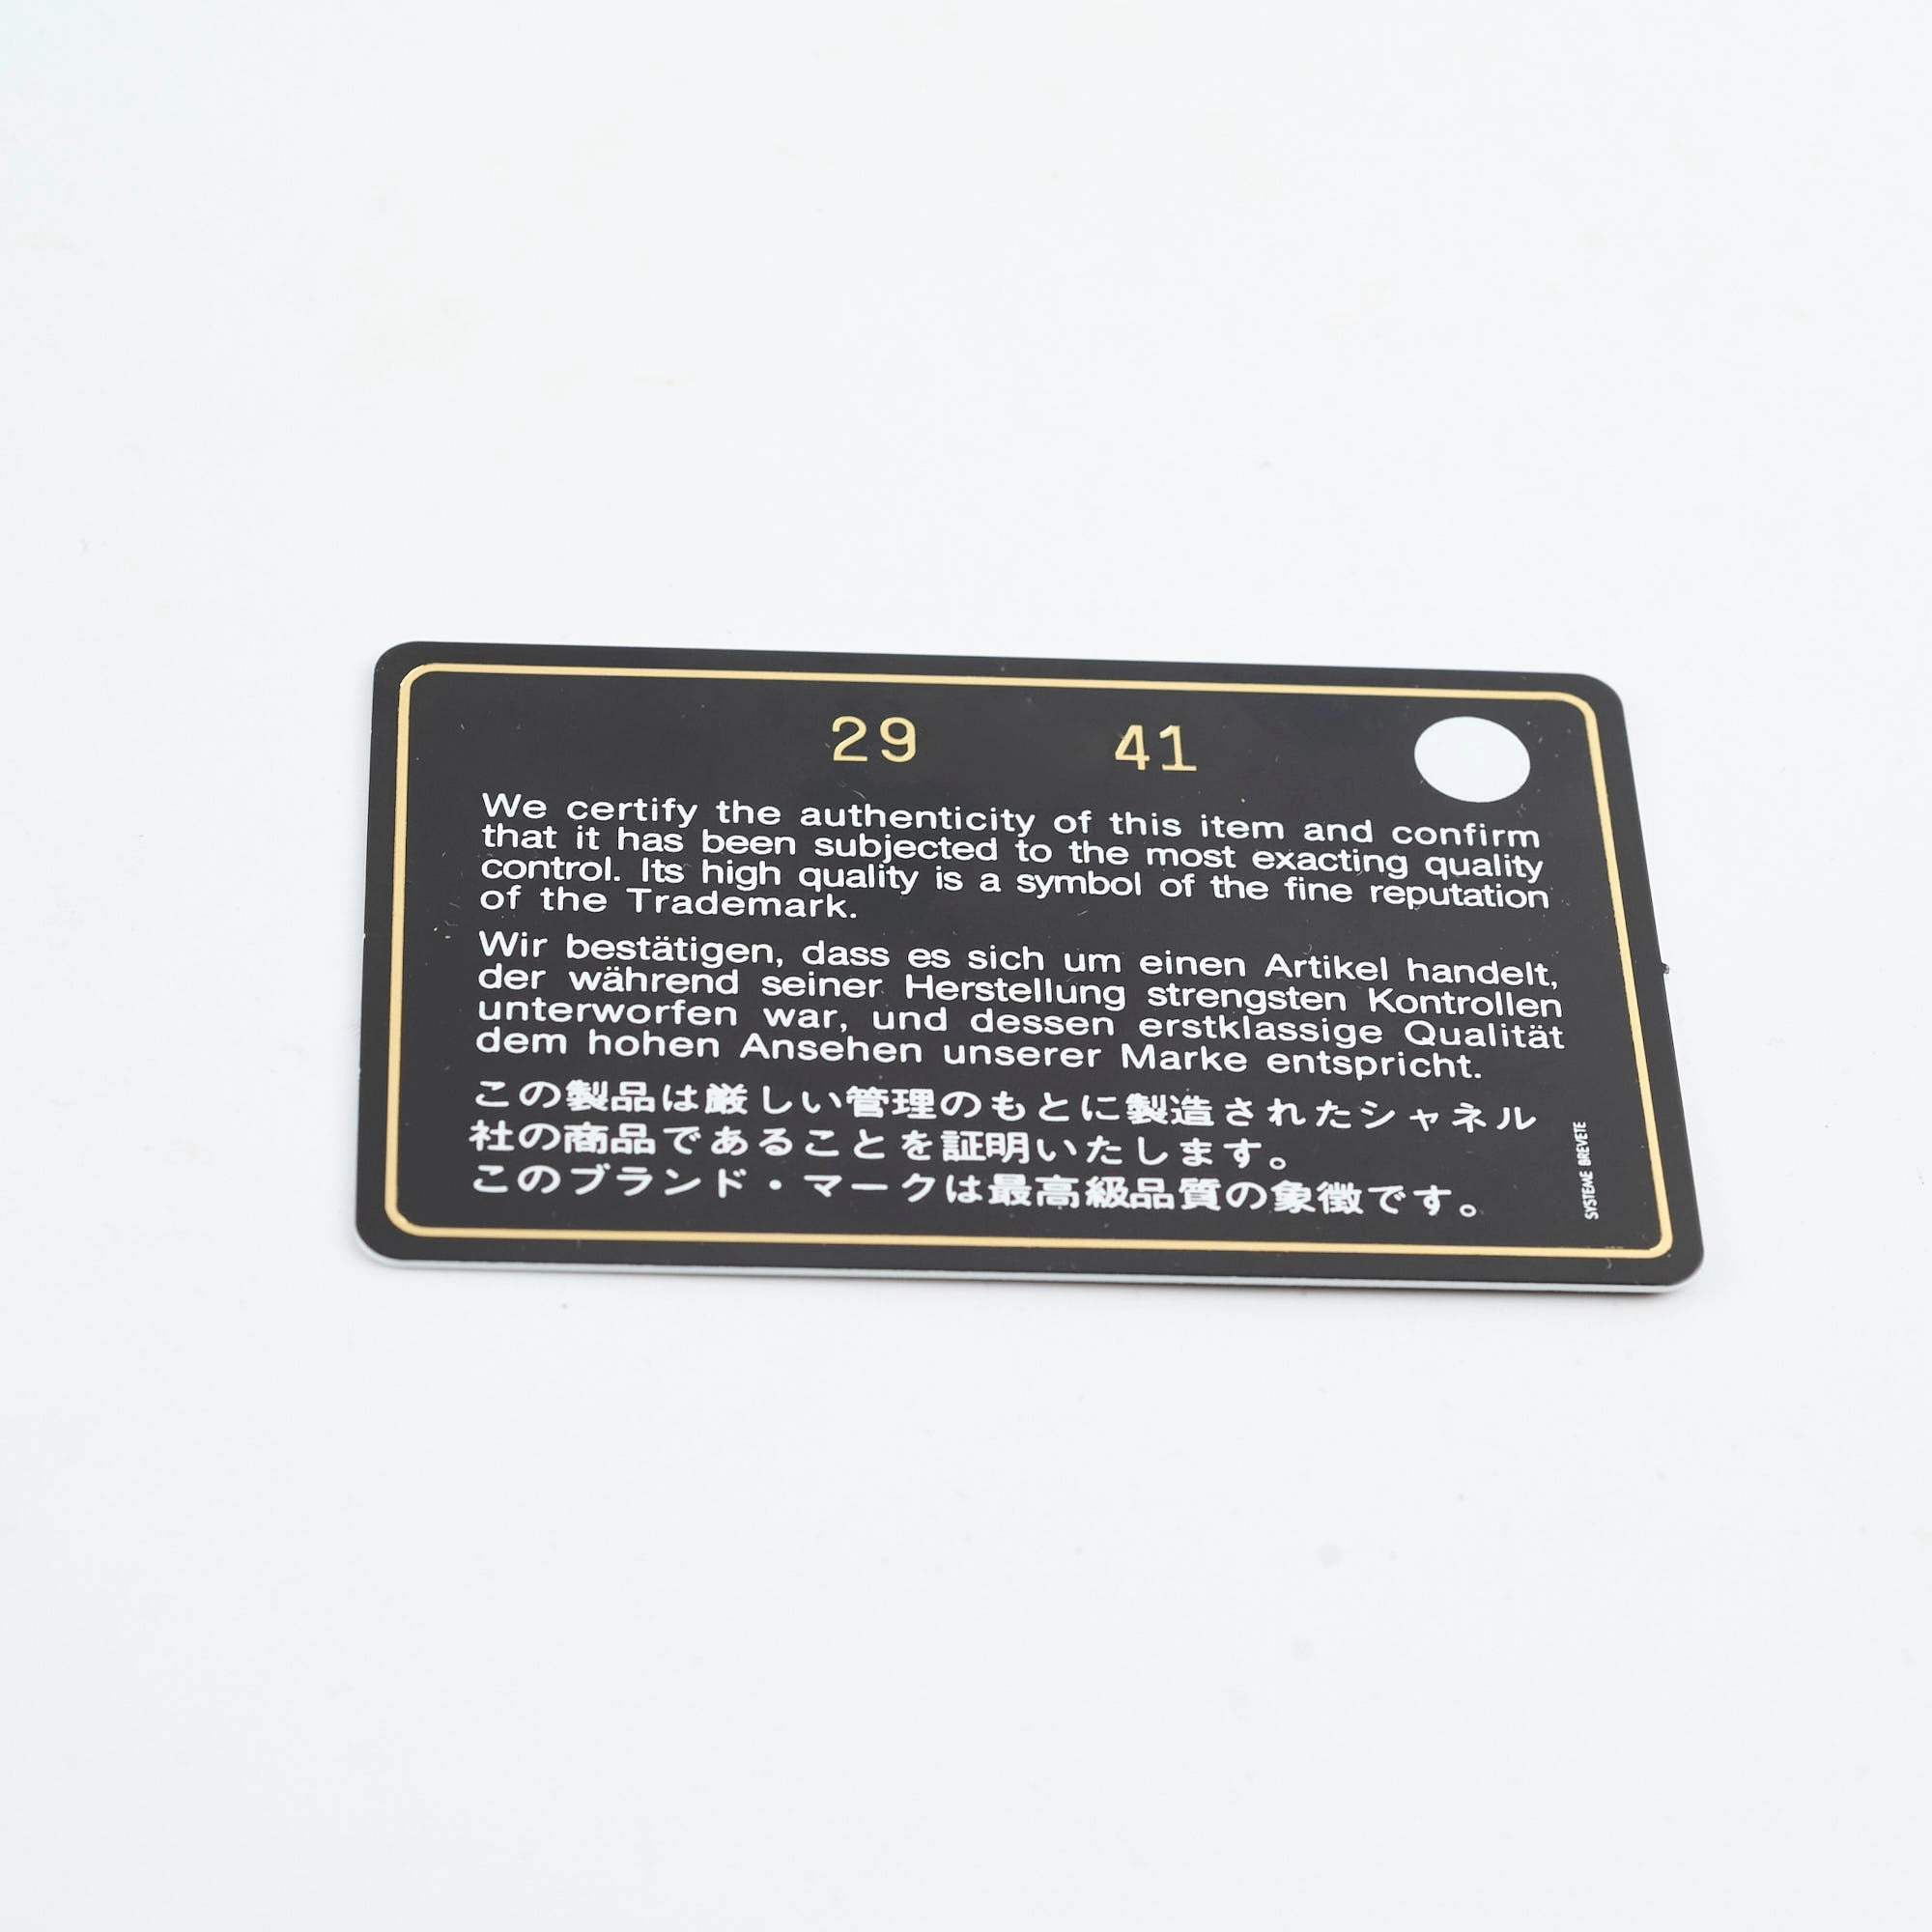 29 41
We certify the authenticity of this item and confirm
that it has been subjected to the most exacting quality
control. Its high quality is a symbol of the fine reputation
of the Trademark.
Wir bestätigen, dass es sich um einen Artikel handelt,
der während seiner Herstellung strengsten Kontrollen
unterworfen war, und dessen erstklassige Qualität
dem hohen Ansehen unserer Marke entspricht.
この製品は厳しい管理のもとに製造されたシャネル
社の商品であることを証明いたします。
このブランド・マークは最高級品質の象徴です。
SYSTEME BREVETE